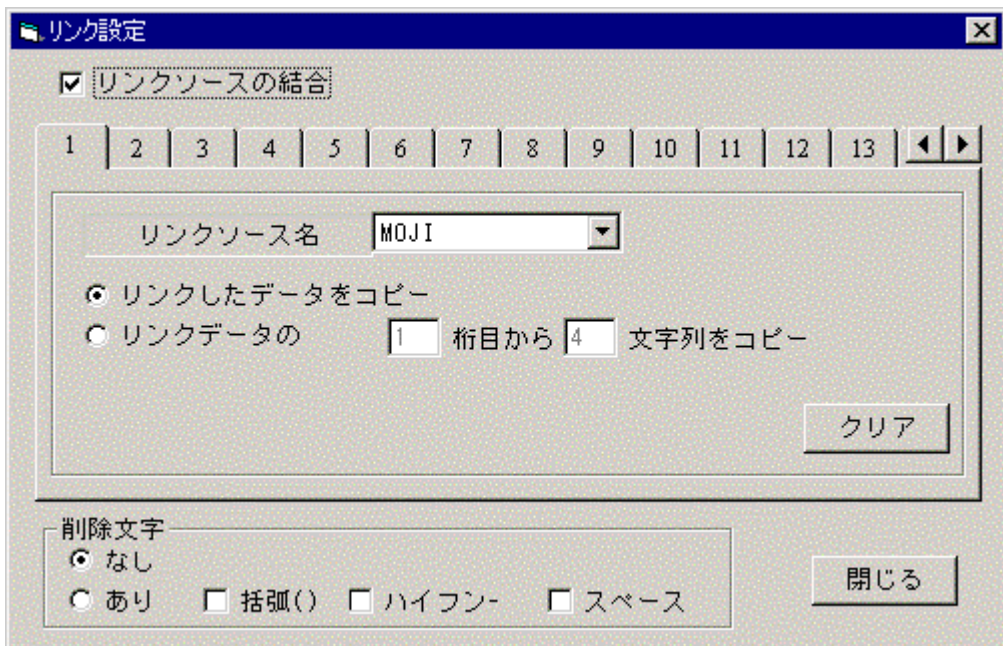 リンク設定
リンクソースの結合
1 2 3 4 5 6 7 8 9 10 11 12 13
リンクソース名 MOJI
リンクしたデータをコピー
リンクデータの 1 桁目から 4 文字列をコピー
クリア
削除文字
なし
あり 括弧() ハイフン- スペース
閉じる